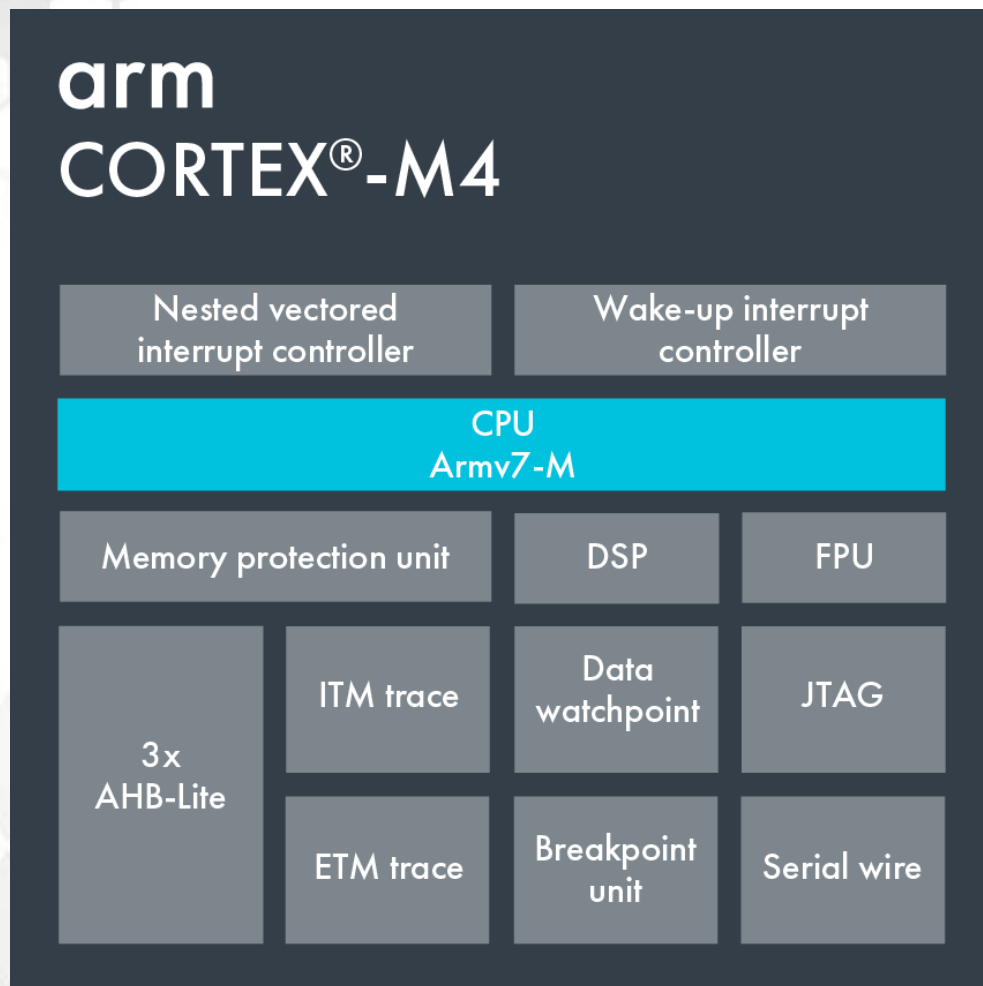 arm
CORTEX®-M4
Nested vectored
interrupt controller
Wake-up interrupt
controller
CPU
Armv7-M
Memory protection unit
DSP
FPU
3x
AHB-Lite
ITM trace
Data
watchpoint
JTAG
ETM trace
Breakpoint
unit
Serial wire